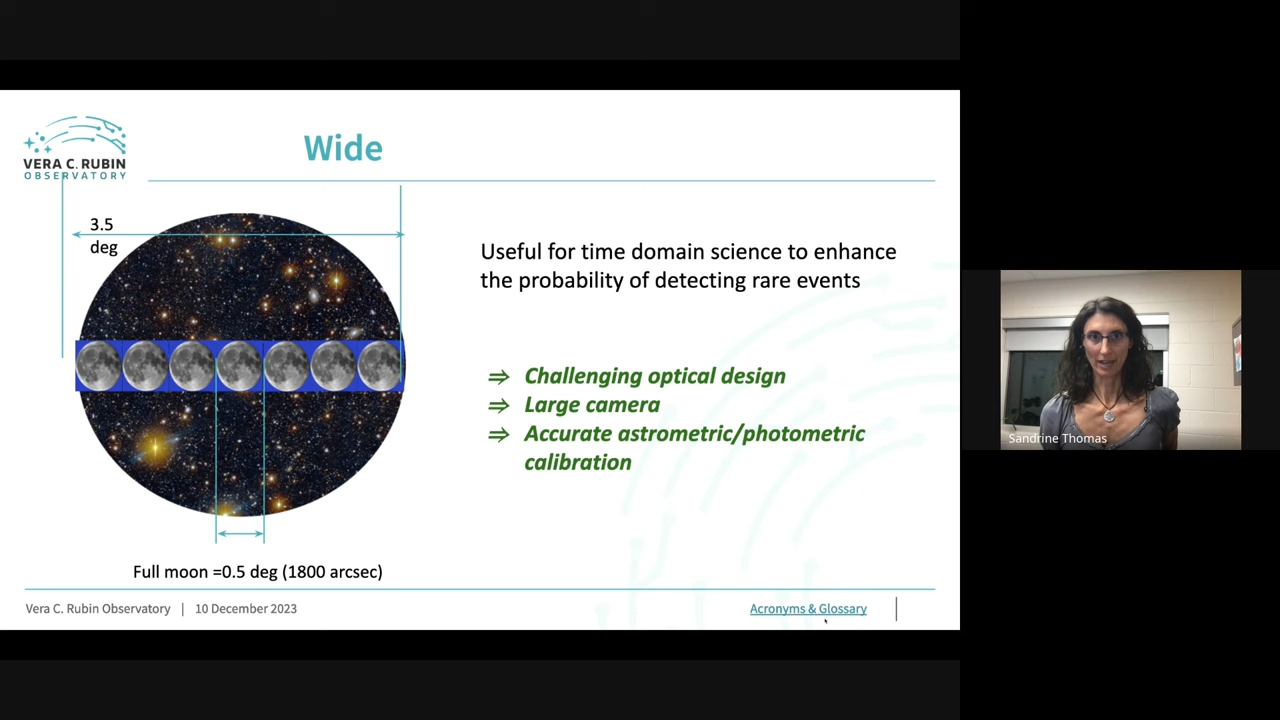 VERA C. RUBIN
OBSERVATORY
Wide
3.5
deg
Useful for time domain science to enhance
the probability of detecting rare events
⇒ Challenging optical design
⇒ Large camera
⇒ Accurate astrometric/photometric
calibration
Sandrine Thomas
Full moon =0.5 deg (1800 arcsec)
Vera C. Rubin Observatory | 10 December 2023
Acronyms & Glossary